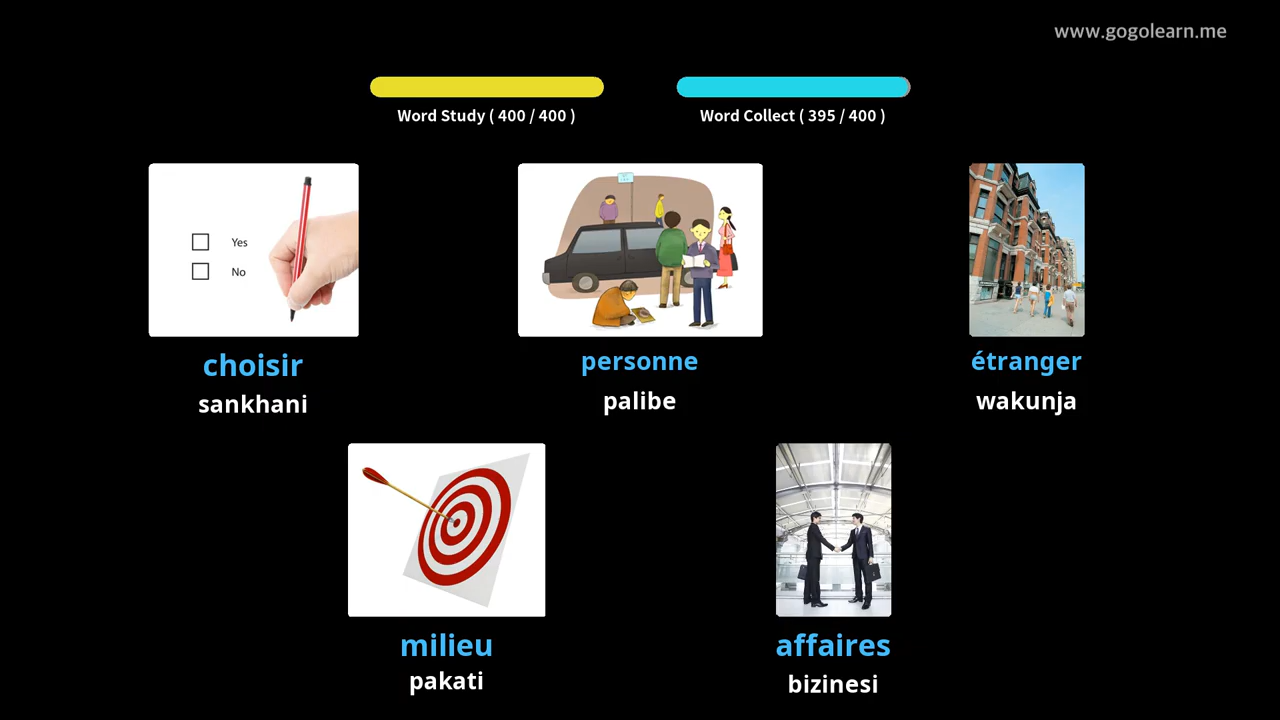 www.gogolearn.me
Word Study ( 400 / 400 )
Word Collect ( 395 / 400 )
Yes
No
choisir
sankhani
personne
palibe
étranger
wakunja
milieu
pakati
affaires
bizinesi